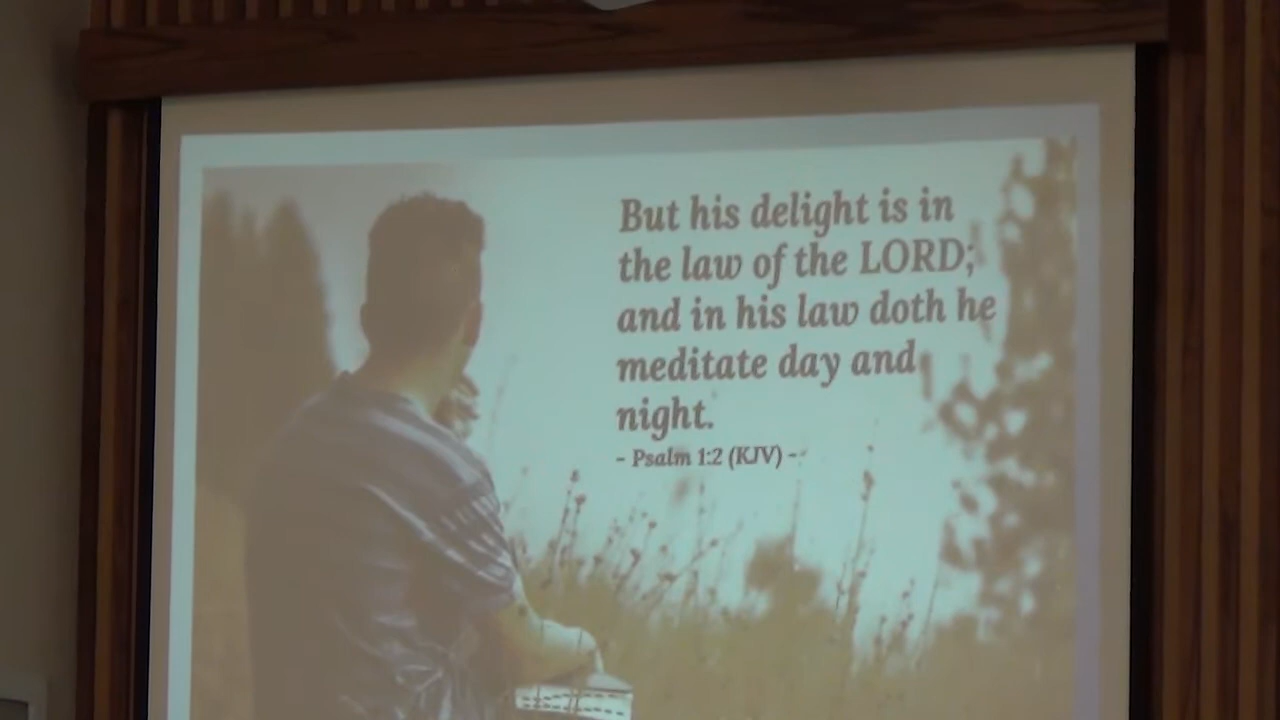 But his delight is in
the law of the LORD;
and in his law doth he
meditate day and
night.
- Psalm 1:2 (KJV) -